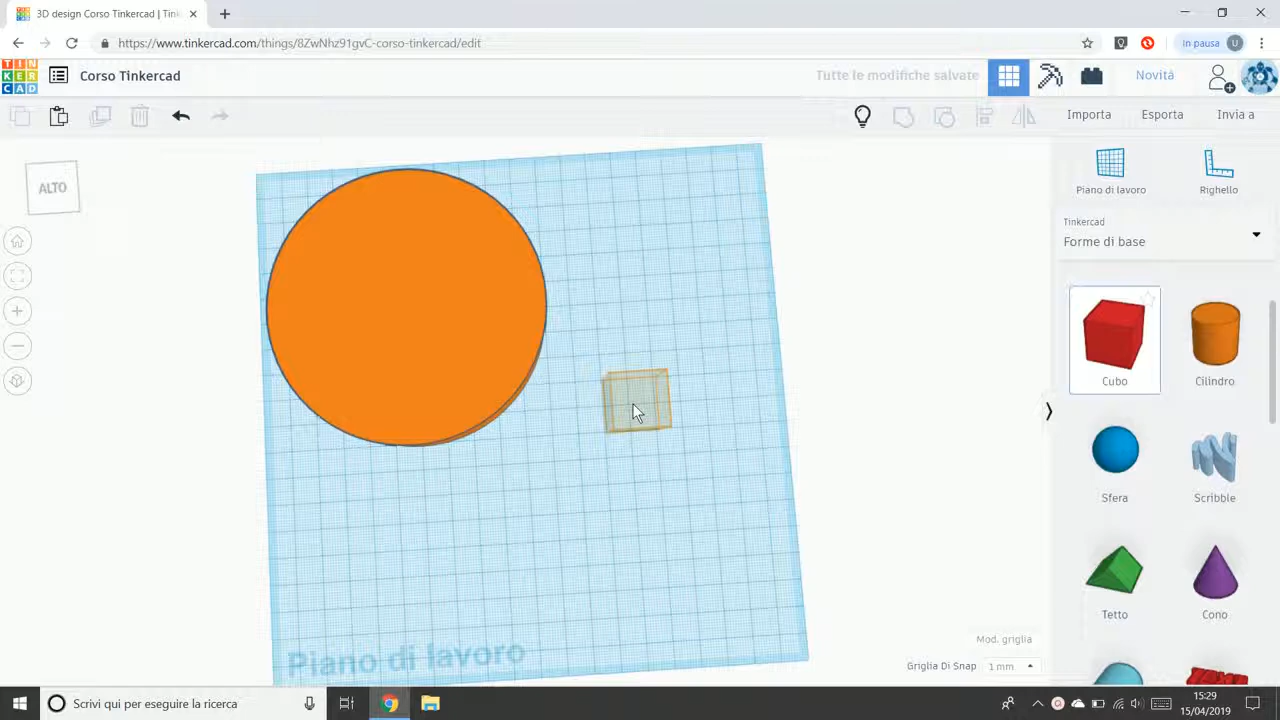 3D design Corso Tinkercad | Tink
https://www.tinkercad.com/things/8ZwNhz91gvC-corso-tinkercad/edit
In pausa
U
TIN
KER
CAD
Corso Tinkercad
Tutte le modifiche salvate
Novità
Importa
Esporta
Invia a
ALTO
Piano di lavoro
Righello
Tinkercad
Forme di base
Cubo
Cilindro
Sfera
Scribble
Tetto
Cono
Piano di lavoro
Mod. griglia
Griglia Di Snap
1 mm
Scrivi qui per eseguire la ricerca
15:29
15/04/2019